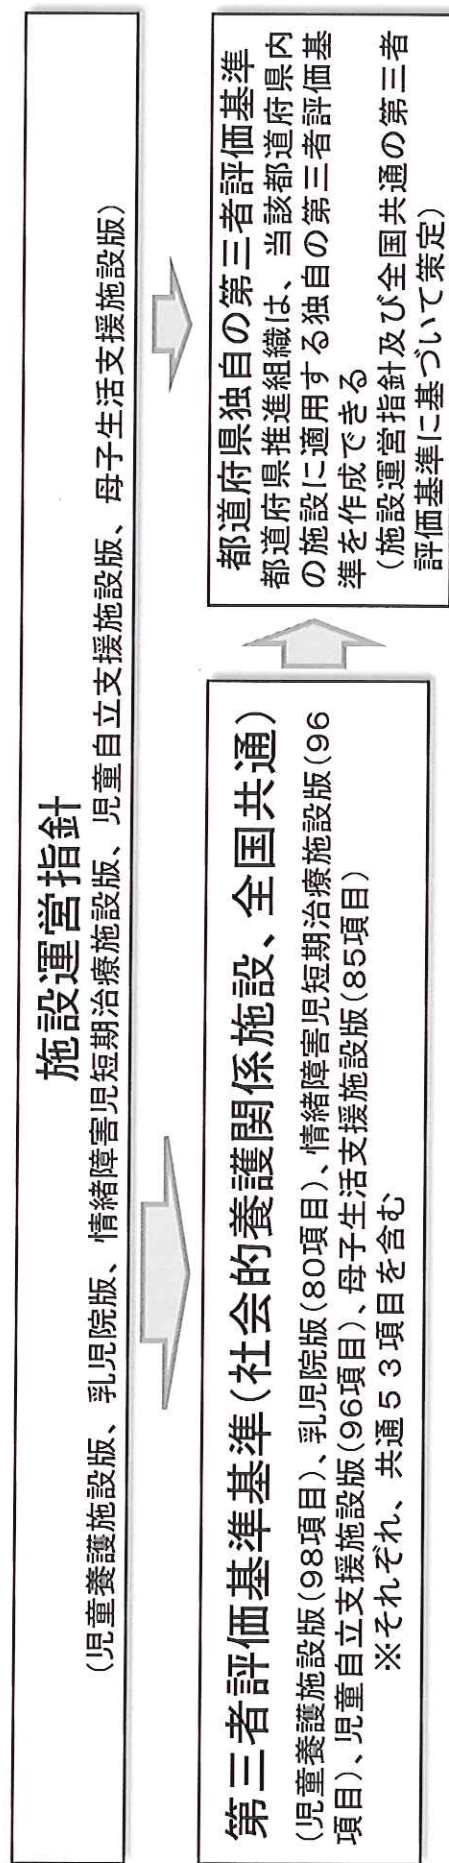 施設運営指針
(児童養護施設版、乳児院版、情緒障害児短期治療施設版、児童自立支援施設版、母子生活支援施設版)
第三者評価基準(社会的養護関係施設、全国共通)
(児童養護施設版(98項目)、乳児院版(80項目)、情緒障害児短期治療施設版(96
項目)、児童自立支援施設版(96項目)、母子生活支援施設版(85項目)
※それぞれ、共通53項目を含む
都道府県独自の第三者評価基準
都道府県推進組織は、当該都道府県内
の施設に適用する独自の第三者評価基
準を作成できる
(施設運営指針及び全国共通の第三者
評価基準に基づいて策定)